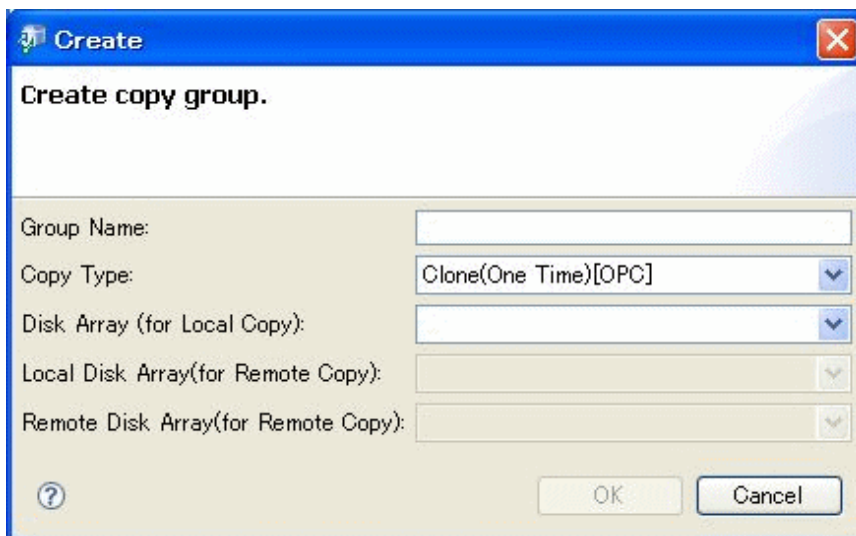 Create
Create copy group.
Group Name:
Copy Type:
Clone(One Time)[OPC]
Disk Array (for Local Copy):
Local Disk Array(for Remote Copy):
Remote Disk Array(for Remote Copy):
?
OK
Cancel